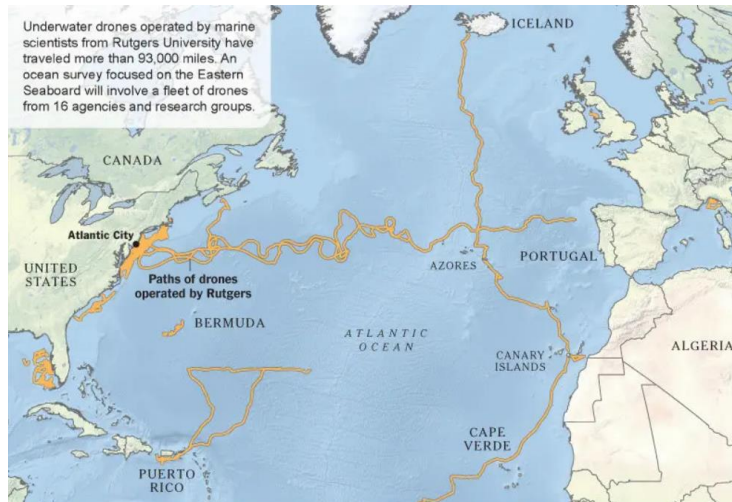 Underwater drones operated by marine
scientists from Rutgers University have
traveled more than 93,000 miles. An
ocean survey focused on the Eastern
Seaboard will involve a fleet of drones
from 16 agencies and research groups.
ICELAND
CANADA
Atlantic City
UNITED
STATES
Paths of drones
operated by Rutgers
AZORES
PORTUGAL
BERMUDA
ATLANTIC
OCEAN
ALGERIA
CANARY
ISLANDS
CAPE
VERDE
PUERTO
RICO